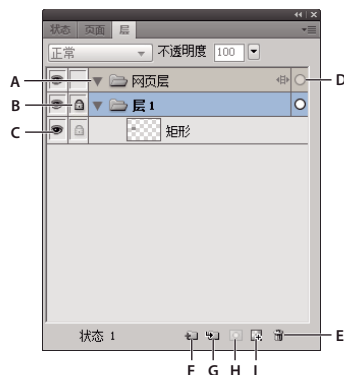 状态 页面 层
正常 不透明度 100
A 网页层 D
B 层 1
C 矩形
状态 1 E
F G H I